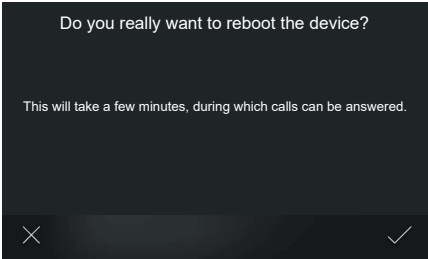 Do you really want to reboot the device?
This will take a few minutes, during which calls can be answered.